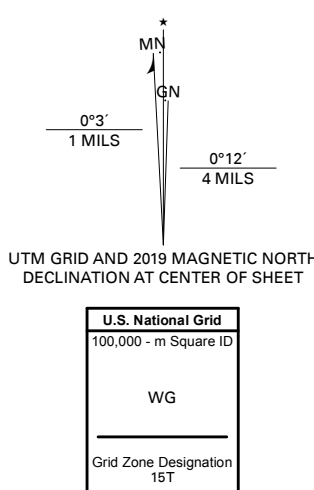 ★
MN
GN
0°3´
1 MILS
0°12´
4 MILS
UTM GRID AND 2019 MAGNETIC NORTH
DECLINATION AT CENTER OF SHEET
U.S. National Grid
100,000 - m Square ID
WG
Grid Zone Designation
15T